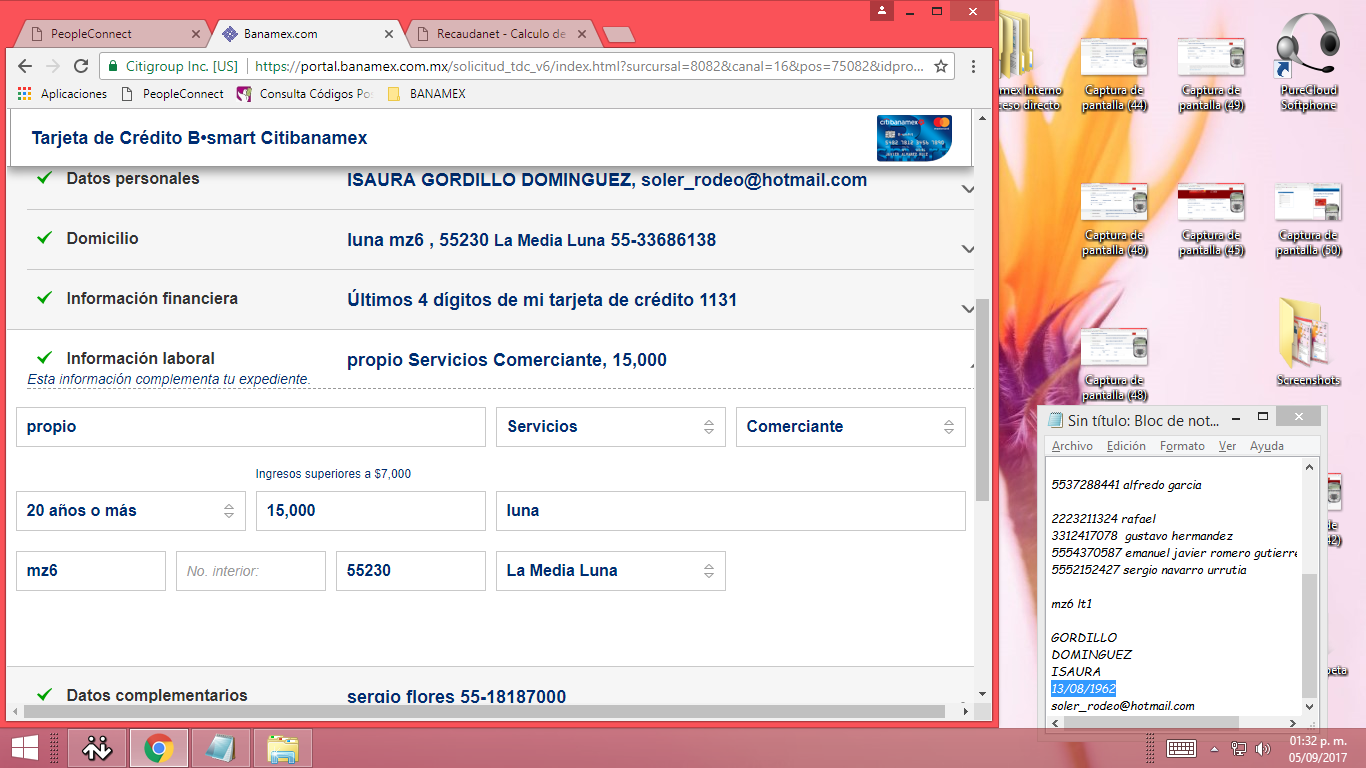 PeopleConnect
Banamex.com
Recaudanet - Calculo de
Citigroup Inc. [US]
https://portal.banamex.com.mx/solicitud_tdc_v6/index.html?surcursal=8082&canal=16&pos=75982&idpro...
Aplicaciones
PeopleConnect
Consulta Códigos Po
BANAMEX
Tarjeta de Crédito B•smart Citibanamex
Datos personales
ISAURA GORDILLO DOMINGUEZ, soler_rodeo@hotmail.com
Domicilio
luna mz6 , 55230 La Media Luna 55-33686138
Información financiera
Últimos 4 dígitos de mi tarjeta de crédito 1131
Información laboral
propio Servicios Comerciante, 15,000
Esta información complementa tu expediente.
propio
Servicios
Comerciante
Ingresos superiores a $7,000
20 años o más
15,000
luna
mz6
No. interior:
55230
La Media Luna
Datos complementarios
sergio flores 55-18187000
mex Interno
ceso directo
Captura de
pantalla (44)
Captura de
pantalla (49)
PureCloud
Softphone
Captura de
pantalla (46)
Captura de
pantalla (45)
Captura de
pantalla (50)
Captura de
pantalla (48)
Screenshots
Sin título: Bloc de not...
Archivo
Edición
Formato
Ver
Ayuda
5537288441 alfredo garcia
2223211324 rafael
3312417078 gustavo hernandez
5554370587 emanuel javier romero gutierre
5552152427 sergio navarro urrutia
mz6 lt1
GORDILLO
DOMINGUEZ
ISAURA
13/08/1962
soler_rodeo@hotmail.com
de
42)
peta
01:32 p. m.
05/09/2017